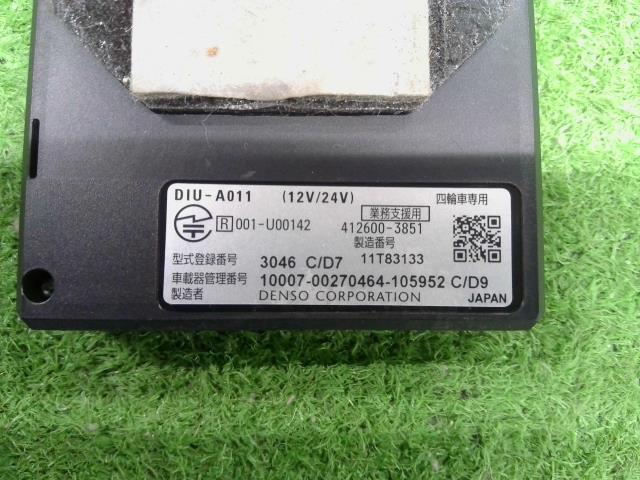 DIU-A011 (12V/24V) 四輪車専用
業務支援用
R 001-U00142 412600-3851
製造番号
型式登録番号 3046 C/D7 11T83133
車載器管理番号 10007-00270464-105952 C/D9
製造者 DENSO CORPORATION JAPAN